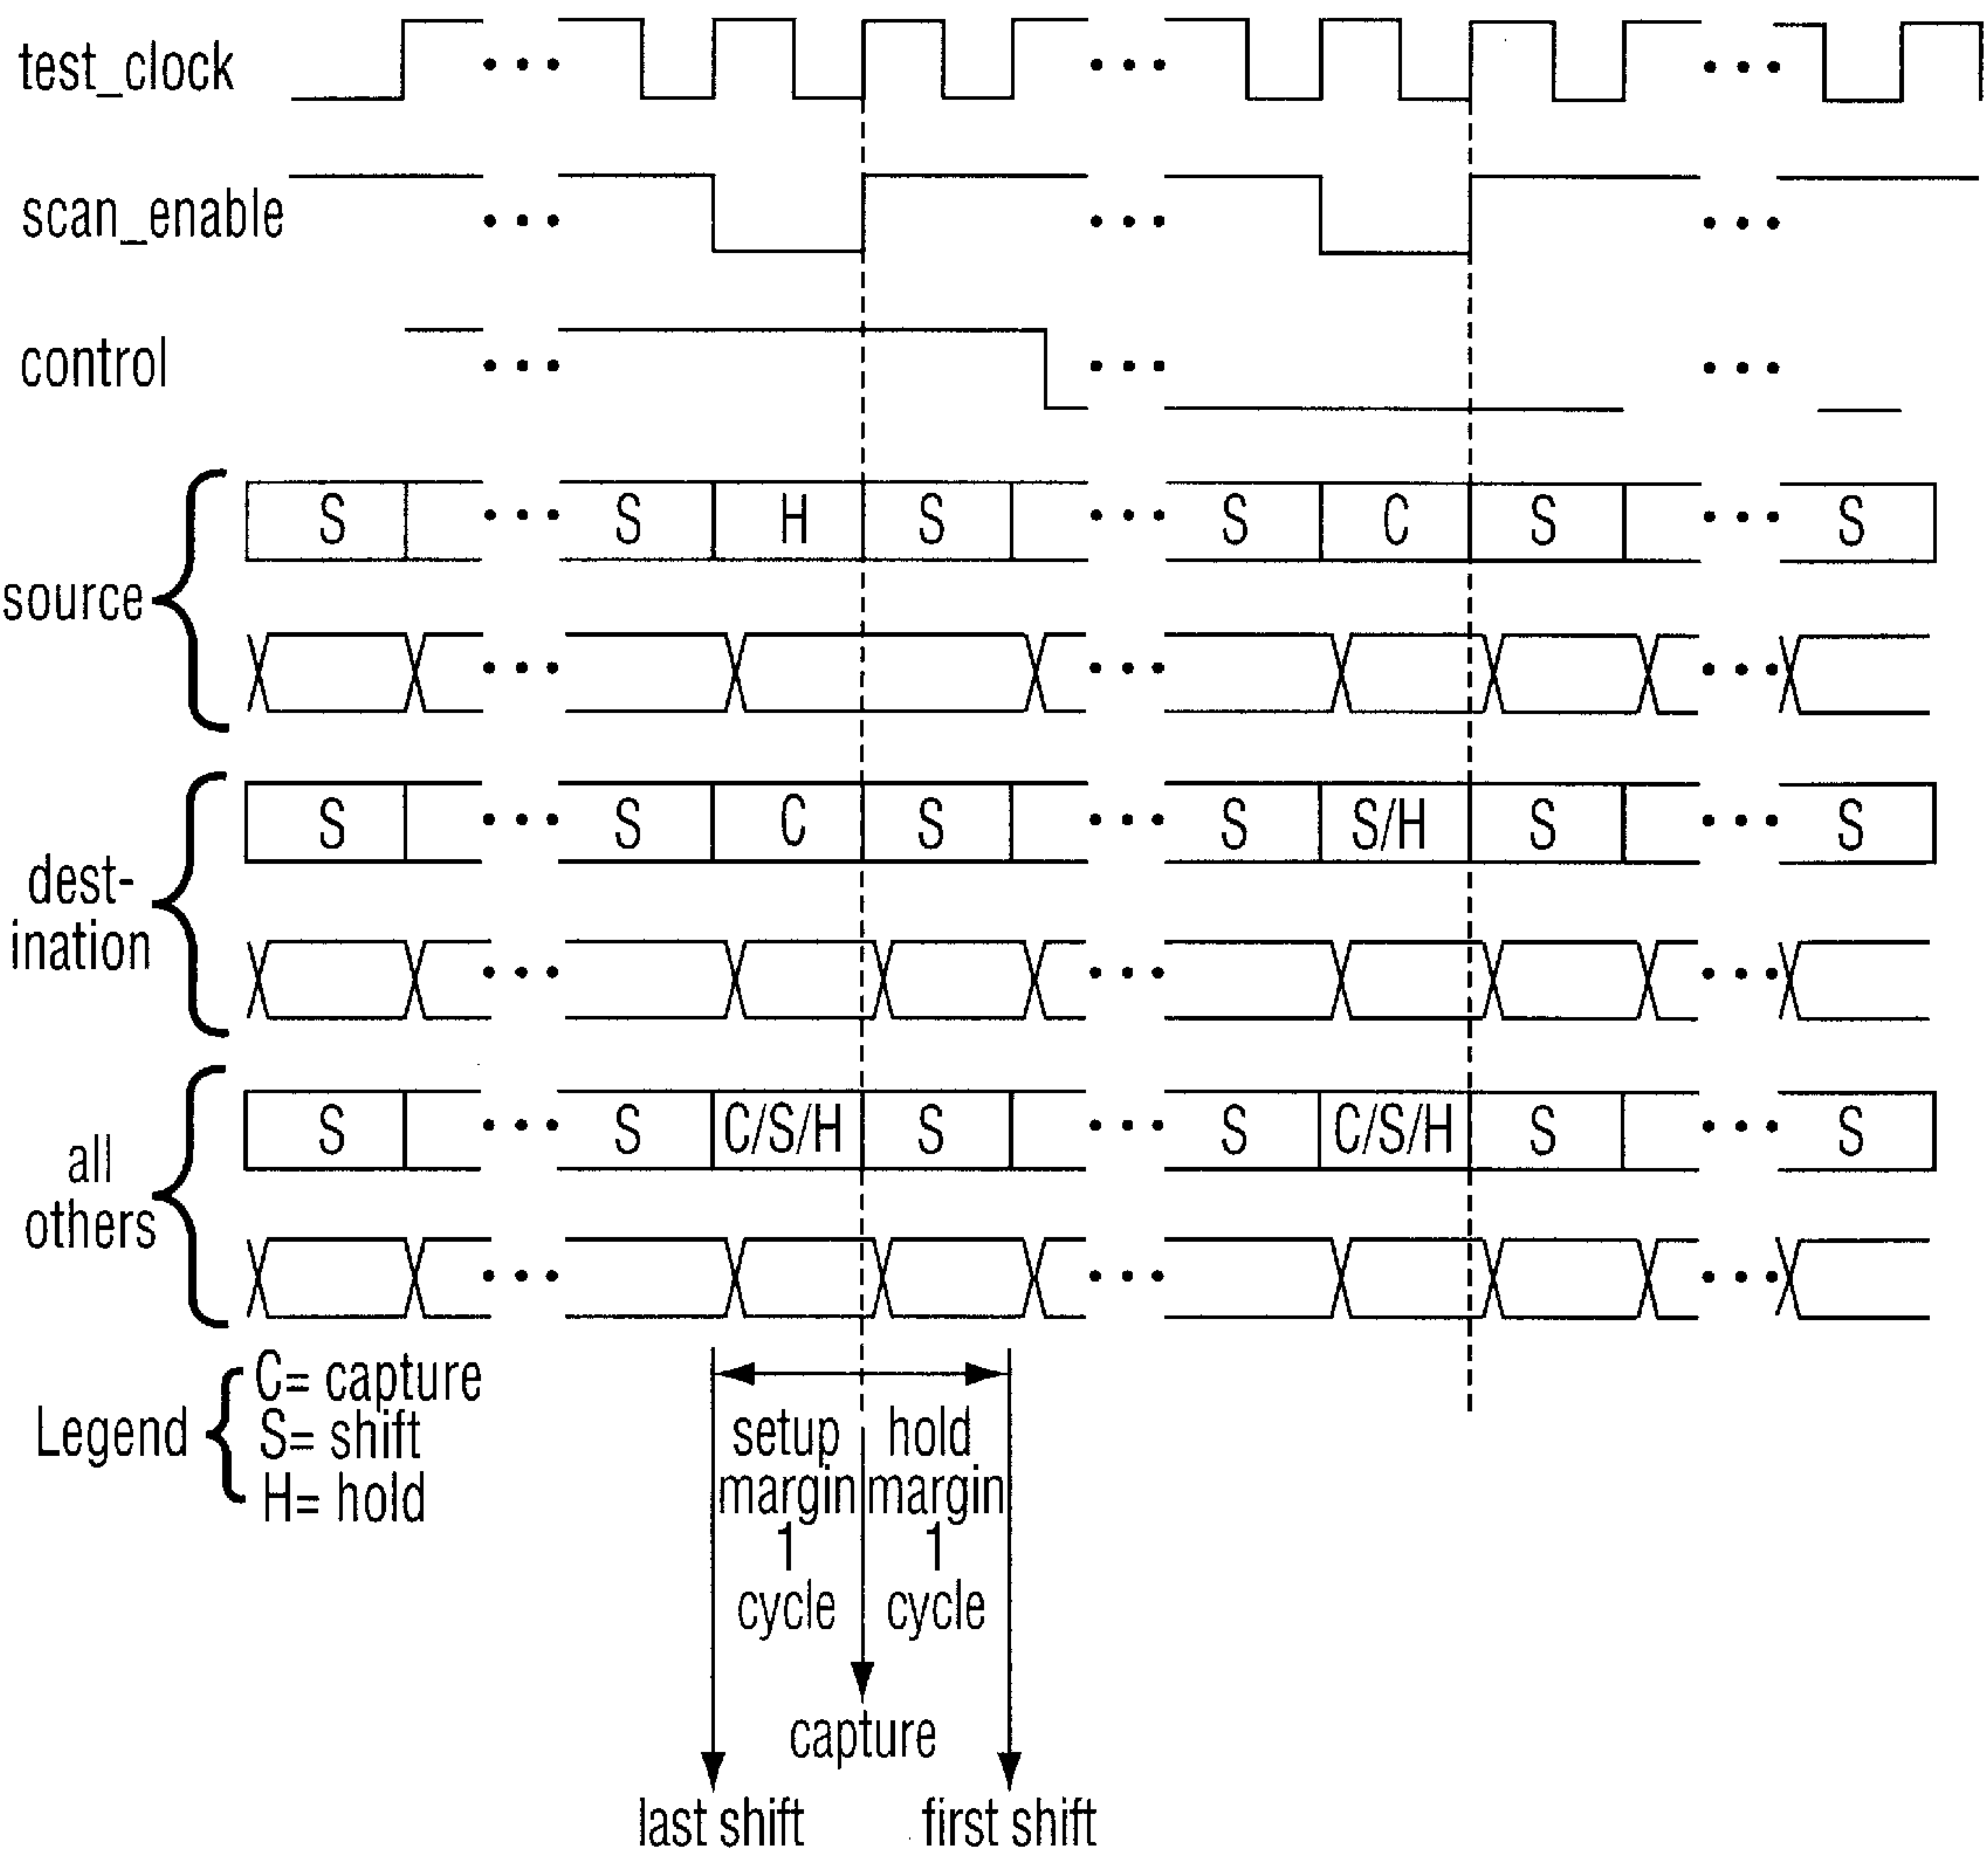 test_clock
scan_enable
control
source
S S H S S C S S
dest-
ination
S S C S S S/H S S
all
others
S S C/S/H S S C/S/H S S
Legend
C= capture
S= shift
H= hold
setup
margin
1
cycle
hold
margin
1
cycle
capture
last shift
first shift